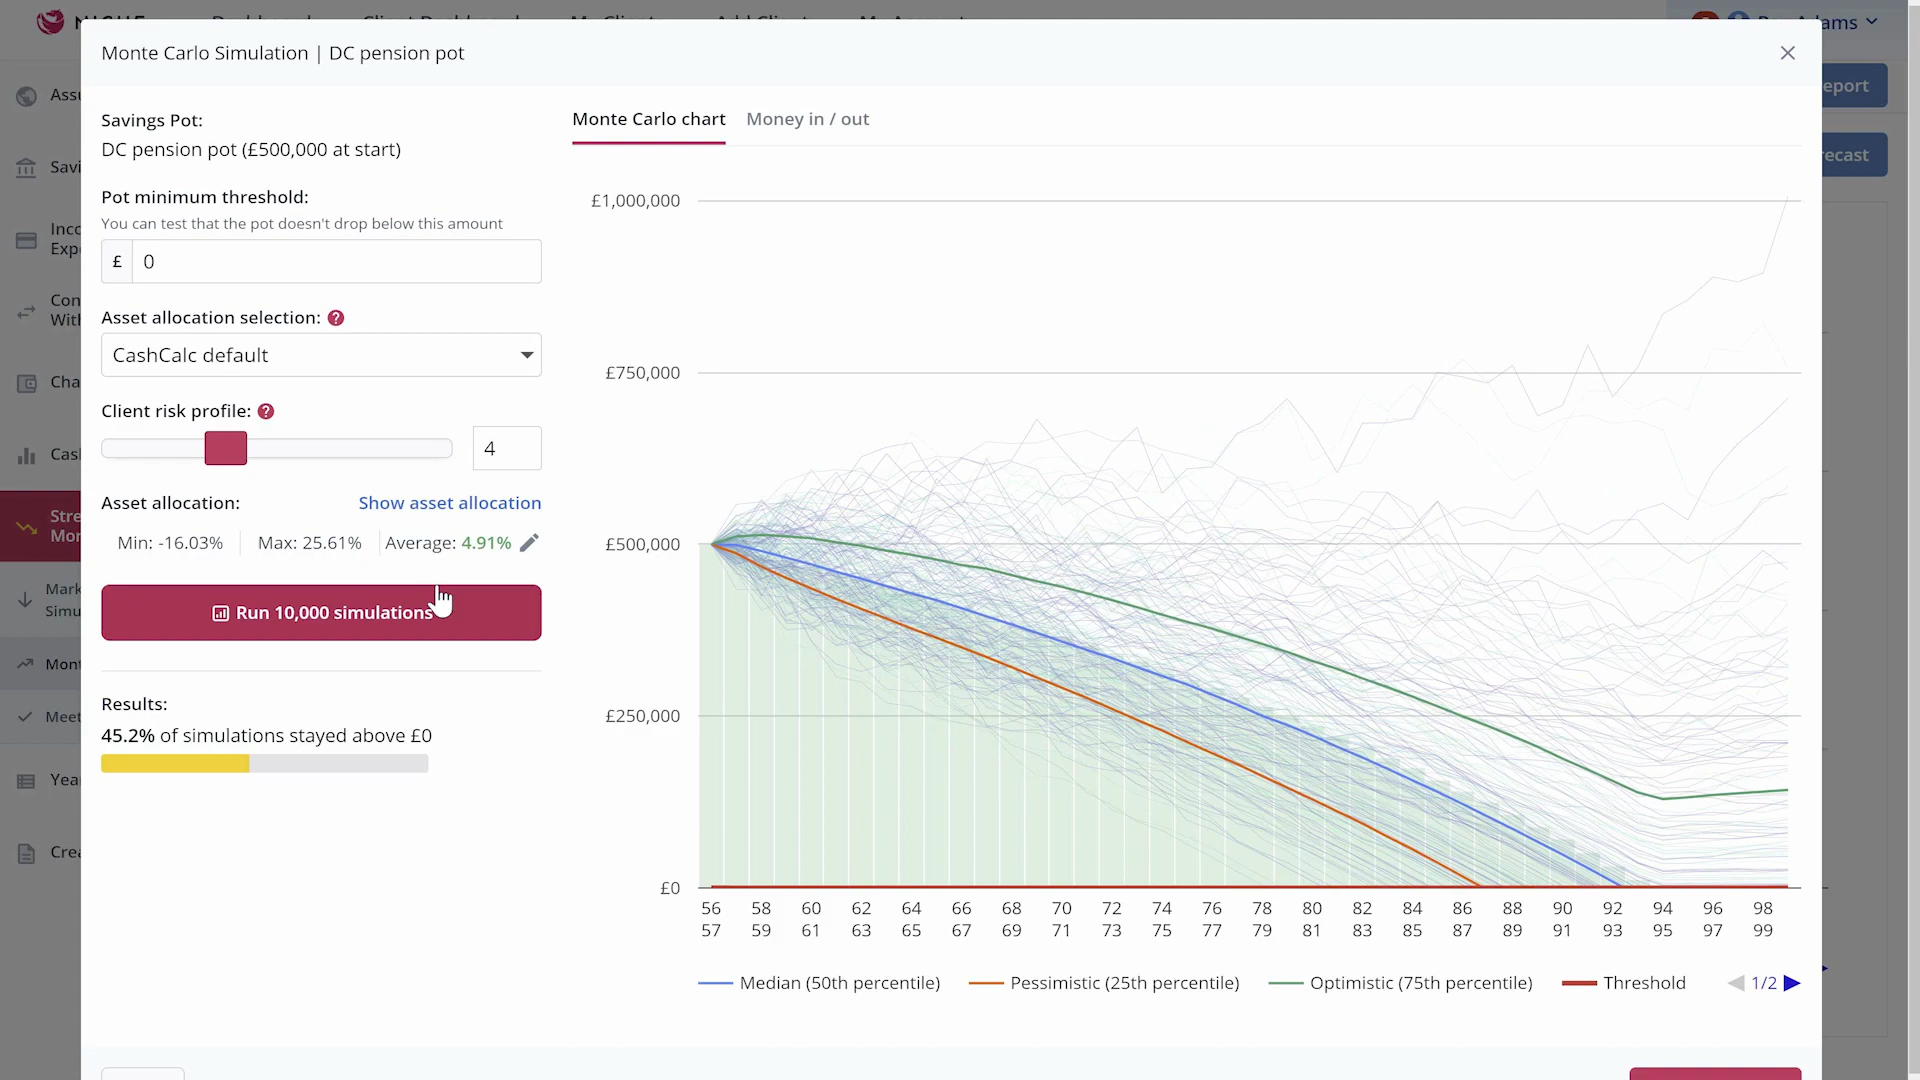 Monte Carlo Simulation | DC pension pot
Savings Pot:
DC pension pot (£500,000 at start)
Pot minimum threshold:
You can test that the pot doesn't drop below this amount
£ 0
Asset allocation selection: ?
CashCalc default
Client risk profile: ?
4
Asset allocation: Show asset allocation
Min: -16.03% Max: 25.61% Average: 4.91%
Run 10,000 simulations
Results:
45.2% of simulations stayed above £0
Monte Carlo chart Money in / out
£1,000,000
£750,000
£500,000
£250,000
£0
56 58 60 62 64 66 68 70 72 74 76 78 80 82 84 86 88 90 92 94 96 98
57 59 61 63 65 67 69 71 73 75 77 79 81 83 85 87 89 91 93 95 97 99
Median (50th percentile) Pessimistic (25th percentile) Optimistic (75th percentile) Threshold 1/2